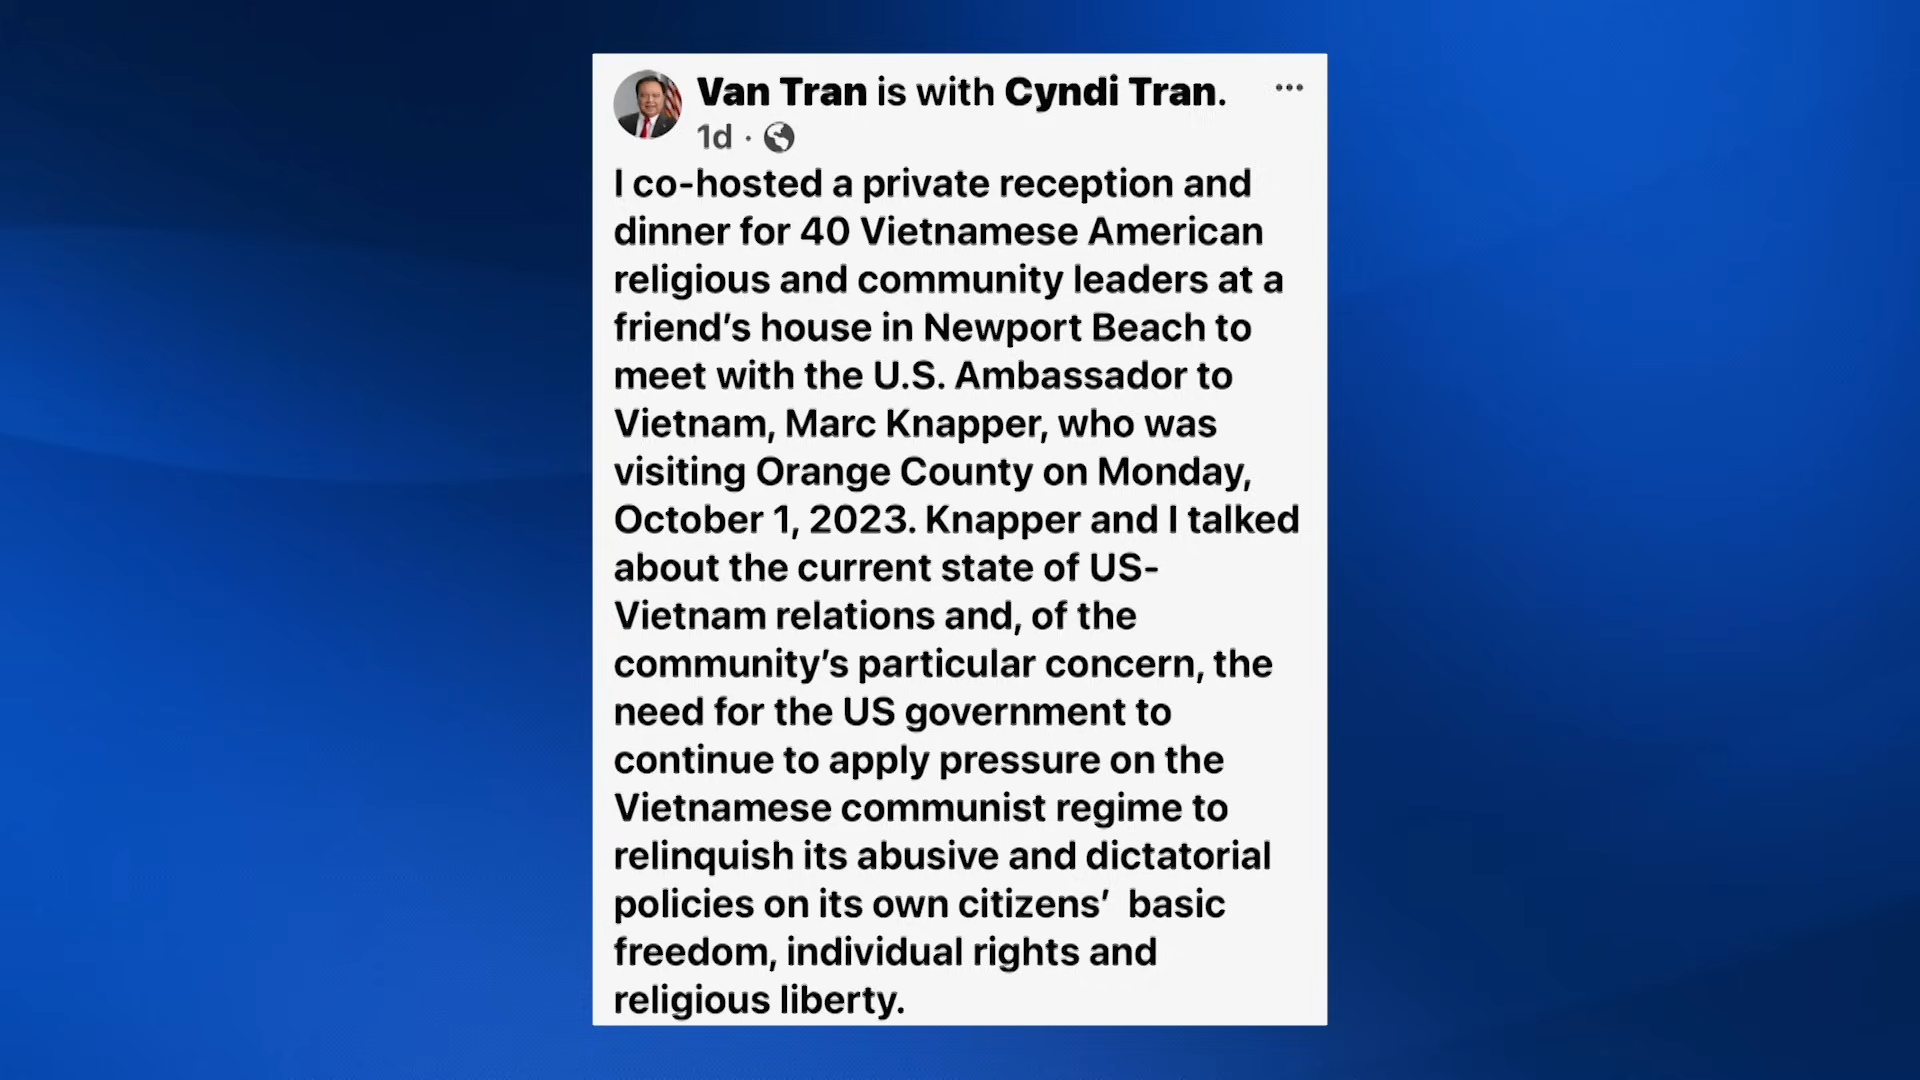 Van Tran is with Cyndi Tran.
1d ·
I co-hosted a private reception and
dinner for 40 Vietnamese American
religious and community leaders at a
friend’s house in Newport Beach to
meet with the U.S. Ambassador to
Vietnam, Marc Knapper, who was
visiting Orange County on Monday,
October 1, 2023. Knapper and I talked
about the current state of US-
Vietnam relations and, of the
community’s particular concern, the
need for the US government to
continue to apply pressure on the
Vietnamese communist regime to
relinquish its abusive and dictatorial
policies on its own citizens’  basic
freedom, individual rights and
religious liberty.